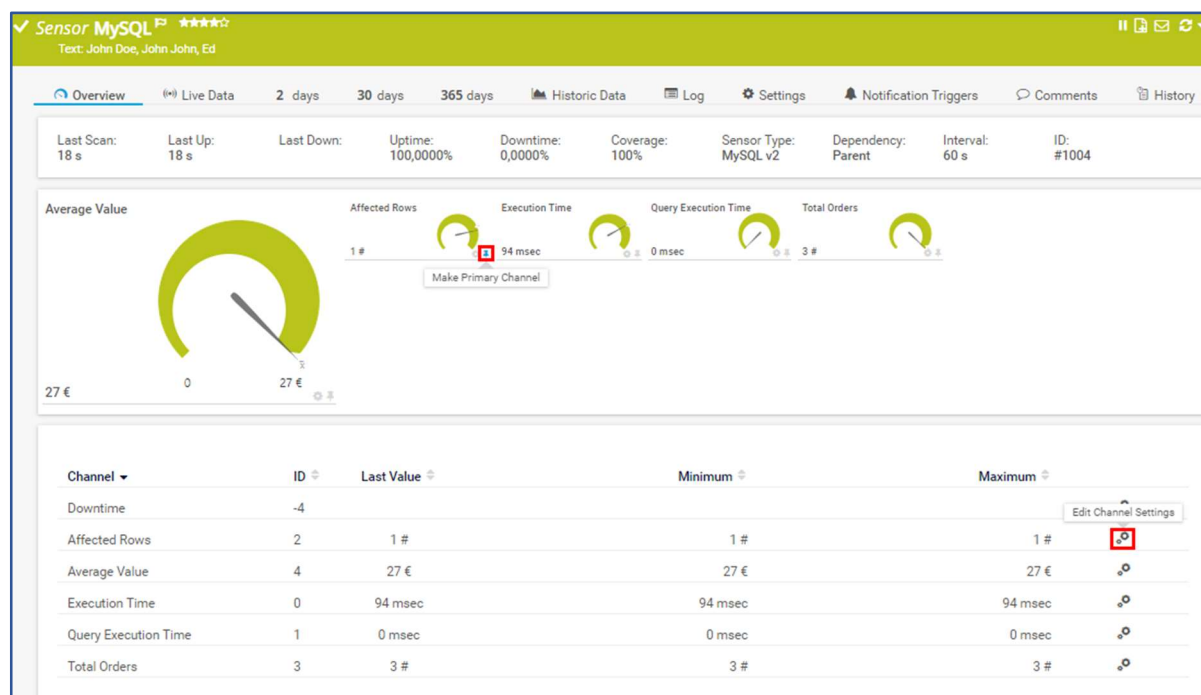 Sensor MySQL
Text: John Doe, John John, Ed
Overview Live Data 2 days 30 days 365 days Historic Data Log Settings Notification Triggers Comments History
Last Scan: Last Up: Last Down: Uptime: Downtime: Coverage: Sensor Type: Dependency: Interval: ID:
18 s 18 s 100,0000% 0,0000% 100% MySQL v2 Parent 60 s #1004
Average Value Affected Rows Execution Time Query Execution Time Total Orders
1 # 94 msec 0 msec 3 #
Make Primary Channel
0 27 €
27 €
Channel ID Last Value Minimum Maximum
Downtime -4
Edit Channel Settings
Affected Rows 2 1 # 1 # 1 #
Average Value 4 27 € 27 € 27 €
Execution Time 0 94 msec 94 msec 94 msec
Query Execution Time 1 0 msec 0 msec 0 msec
Total Orders 3 3 # 3 # 3 #